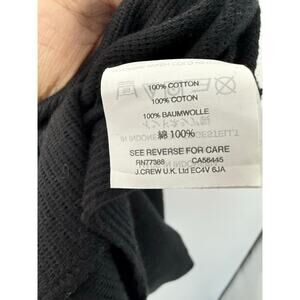 100% COTTON
100% COTON
100% BAUMWOLLE
綿 100%
SEE REVERSE FOR CARE
RN77388 CA56445
J.CREW U.K. Ltd EC4V 6JA